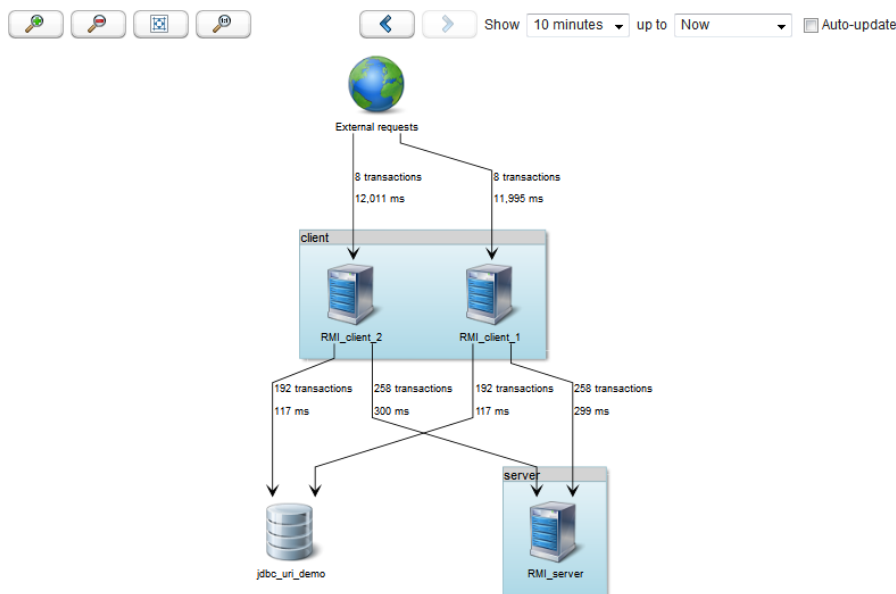 Show 10 minutes up to Now Auto-update
External requests
8 transactions 8 transactions
12,011 ms 11,995 ms
client
RMI_client_2 RMI_client_1
192 transactions 258 transactions 192 transactions 258 transactions
117 ms 300 ms 117 ms 299 ms
server
jdbc_uri_demo RMI_server